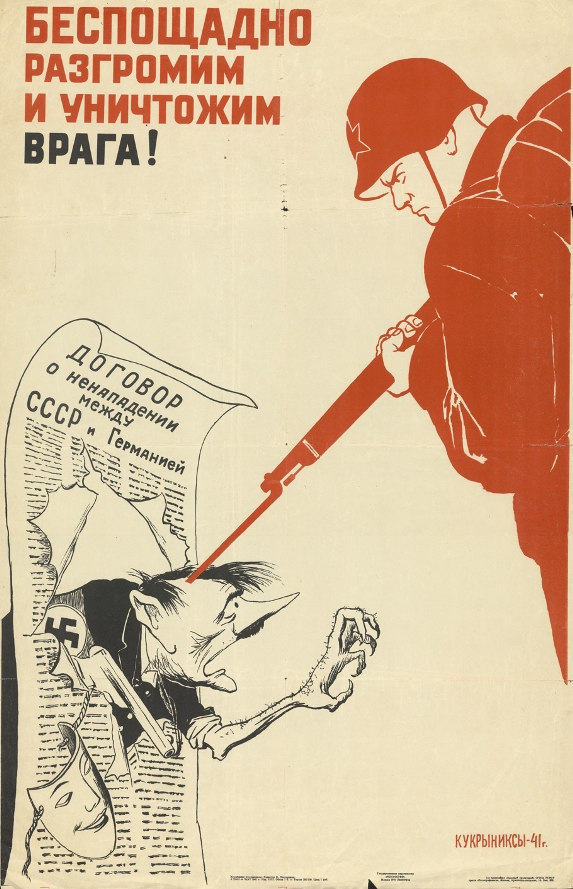 БЕСПОЩАДНО
РАЗГРОМИМ
И УНИЧТОЖИМ
ВРАГА!
ДОГОВОР
о ненападении
между
СССР и Германией
КУКРЫНИКСЫ-41г.